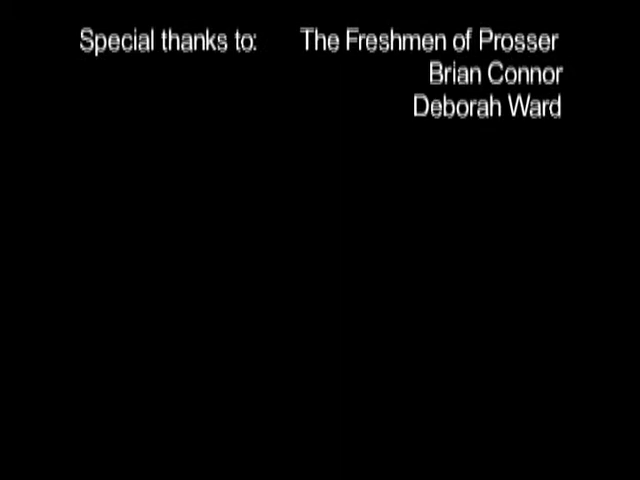 Special thanks to: The Freshmen of Prosser
Brian Connor
Deborah Ward